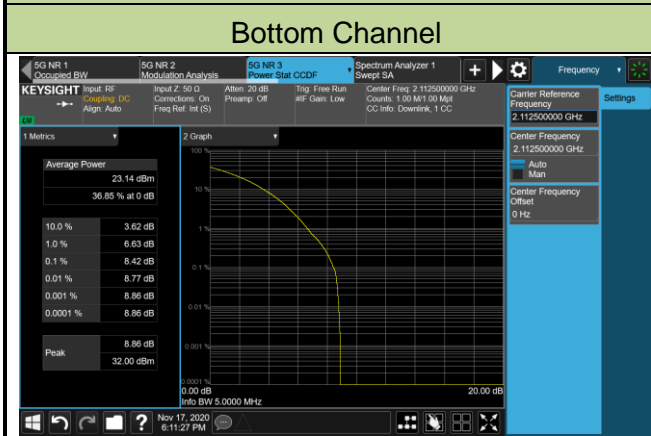 Bottom Channel
5G NR 1
Occupied BW
5G NR 2
Modulation Analysis
5G NR 3
Power Stat CCDF
Spectrum Analyzer 1
Swept SA
Frequency
KEYSIGHT
Input: RF
Coupling: DC
Align: Auto
Input Z: 50 Ω
Corrections: On
Freq Ref: Int (S)
Atten: 20 dB
Preamp: Off
Trig: Free Run
#IF Gain: Low
Center Freq: 2.112500000 GHz
Counts: 1.00 M/1.00 Mpt
CC Info: Downlink, 1 CC
1 Metrics
Average Power
23.14 dBm
36.85 % at 0 dB
10.0 % 3.62 dB
1.0 % 6.63 dB
0.1 % 8.42 dB
0.01 % 8.77 dB
0.001 % 8.86 dB
0.0001 % 8.86 dB
Peak
8.86 dB
32.00 dBm
2 Graph
100 %
10 %
1 %
0.1 %
0.01 %
0.001 %
0.0001 %
0.00 dB
20.00 dB
Info BW 5.0000 MHz
Carrier Reference
Frequency
2.112500000 GHz
Settings
Center Frequency
2.112500000 GHz
Auto
Man
Center Frequency
Offset
0 Hz
?
Nov 17, 2020
6:11:27 PM